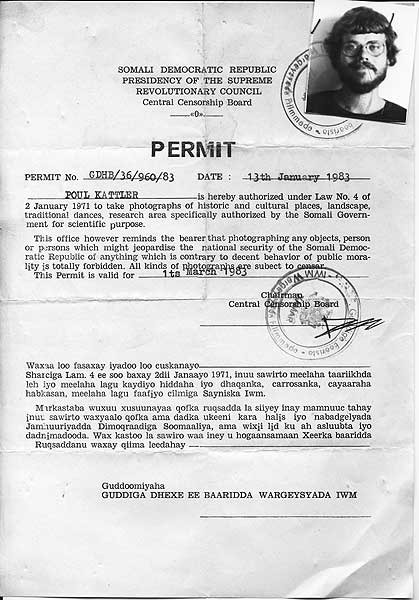 SOMALI DEMOCRATIC REPUBLIC
PRESIDENCY OF THE SUPREME
REVOLUTIONARY COUNCIL
Central Censorship Board
—«0»—
PERMIT
PERMIT NO. GDHB/36/960/83 DATE : 13th January 1983
POUL KATTLER is hereby authorized under Law No. 4 of
2 January 1971 to take photographs of historic and cultural places, landscape,
traditional dances, research area specifically authorized by the Somali Govern-
ment for scientific purpose.
This office however reminds the bearer that photographing any objects, person
or persons which might jeopardise the national security of the Somali Democ-
ratic Republic of anything which is contrary to decent behavior of public mora-
lity is totally forbidden. All kinds of photographs are subect to censor.
This Permit is valid for 1ts March 1983
Chairman
Central Censorship Board
Waxaa loo fasaxay iyadoo loo cuskanayo
Sharciga Lam. 4 ee soo baxay 2dii Janaayo 1971, inuu sawirto meelaha taariikhda
leh iyo meelaha lagu kaydiyo hiddaha iyo dhaqanka, carrosanka, cayaaraha
habkasan, meelaha lagu faafiyo cilmiga Sayniska Iwm.
Markastaba wuxuu xusuunayaa qofka ruqsadda la siiyey inay mamnuuc tahay
inuu sawirto waxyaalo qofka ama dadka ukeeni kara halis iyo nabadgelyada
Jamhuuriyadda Dimoqraadiga Soomaaliya, ama wixii lid ku ah asluubta iyo
dadnimadooda. Wax kastoo la sawiro waa iney u hogaansamaan Xeerka baaridda
Ruqsaddanu waxay qiima leedahay
Guddoomiyaha
GUDDIGA DHEXE EE BAARIDDA WARGEYSYADA IWM